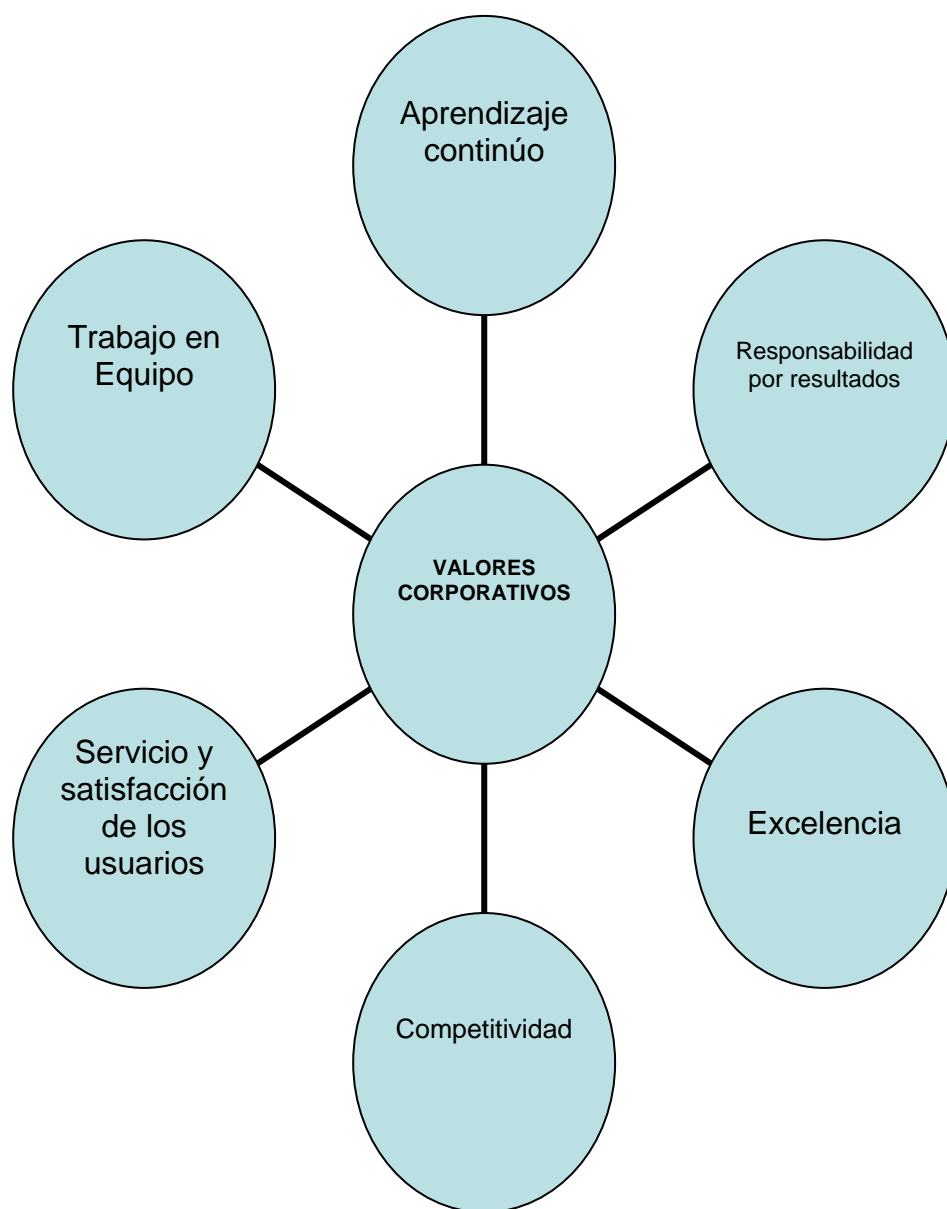 Aprendizaje
continúo
Trabajo en
Equipo
Responsabilidad
por resultados
VALORES
CORPORATIVOS
Servicio y
satisfacción
de los
usuarios
Excelencia
Competitividad